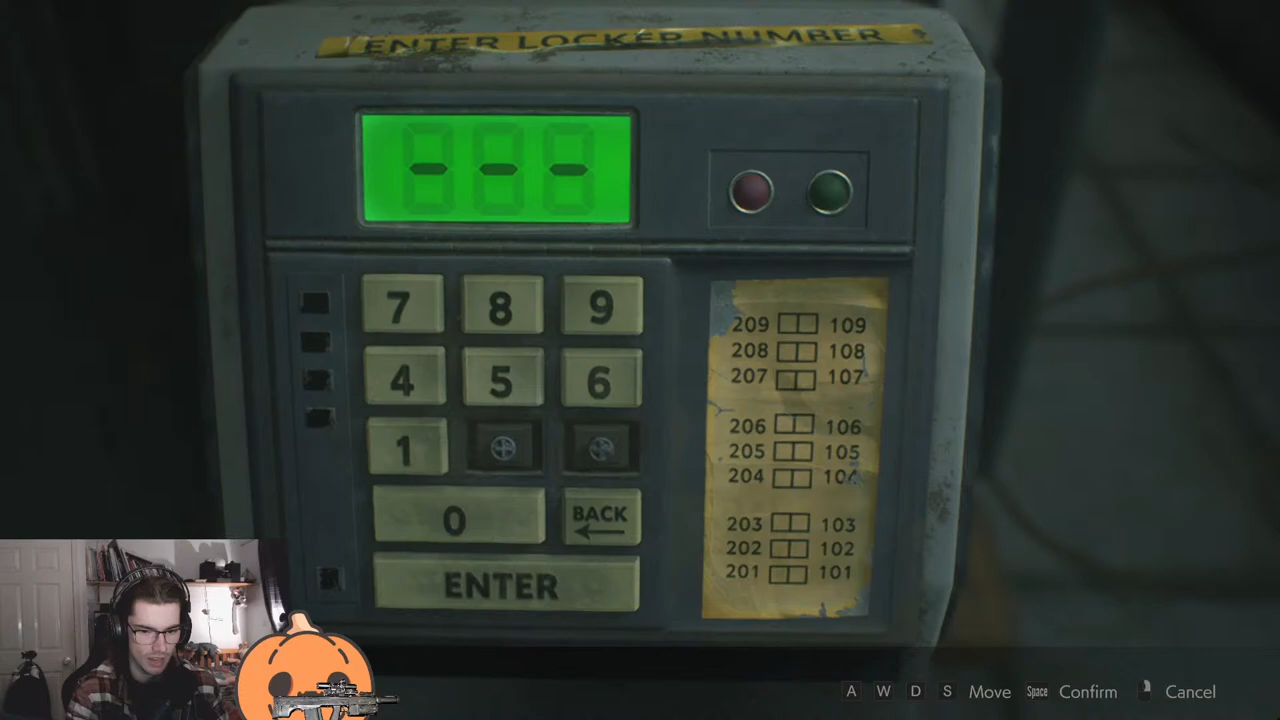 ENTER LOCKER NUMBER
7 8 9
4 5 6
1
0 BACK
ENTER
209 109
208 108
207 107
206 106
205 105
204 104
203 103
202 102
201 101
A W D S Move Space Confirm Cancel